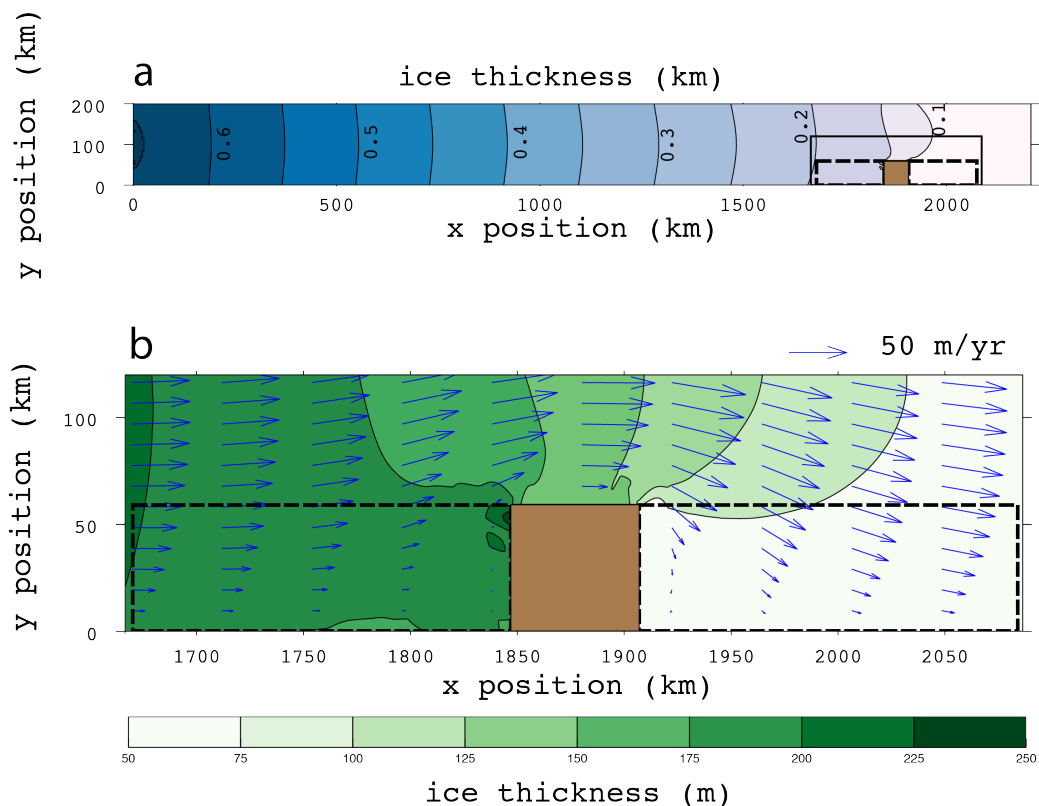 a
ice thickness (km)
y position (km)
200
100
0
0.6
0.5
0.4
0.3
0.2
0.1
0 500 1000 1500 2000
x position (km)
b
50 m/yr
y position (km)
100
50
0
1700 1750 1800 1850 1900 1950 2000 2050
x position (km)
50 75 100 125 150 175 200 225 250
ice thickness (m)